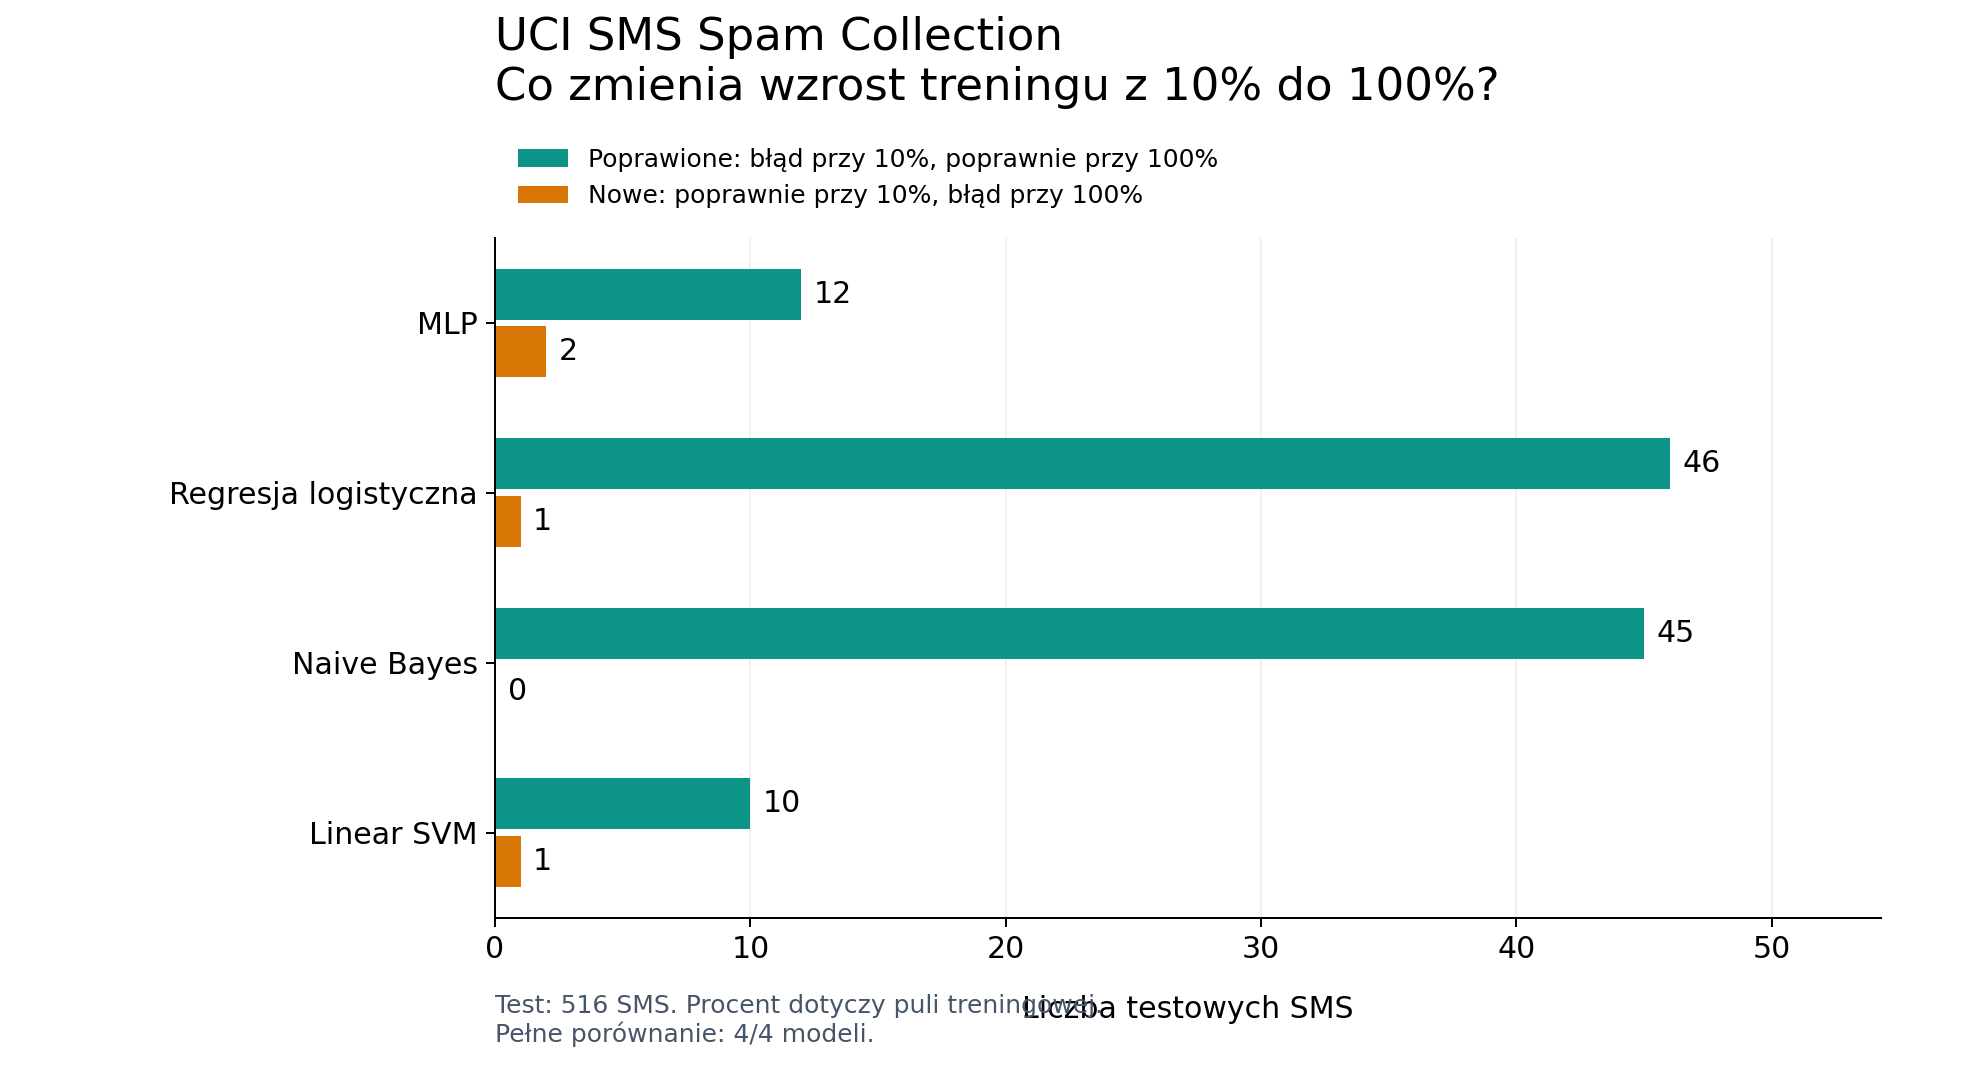 UCI SMS Spam Collection
Co zmienia wzrost treningu z 10% do 100%?
Poprawione: błąd przy 10%, poprawnie przy 100%
Nowe: poprawnie przy 10%, błąd przy 100%
MLP
12
2
Regresja logistyczna
46
1
Naive Bayes
45
0
Linear SVM
10
1
0 10 20 30 40 50
Liczba testowych SMS
Test: 516 SMS. Procent dotyczy puli treningowej.
Pełne porównanie: 4/4 modeli.